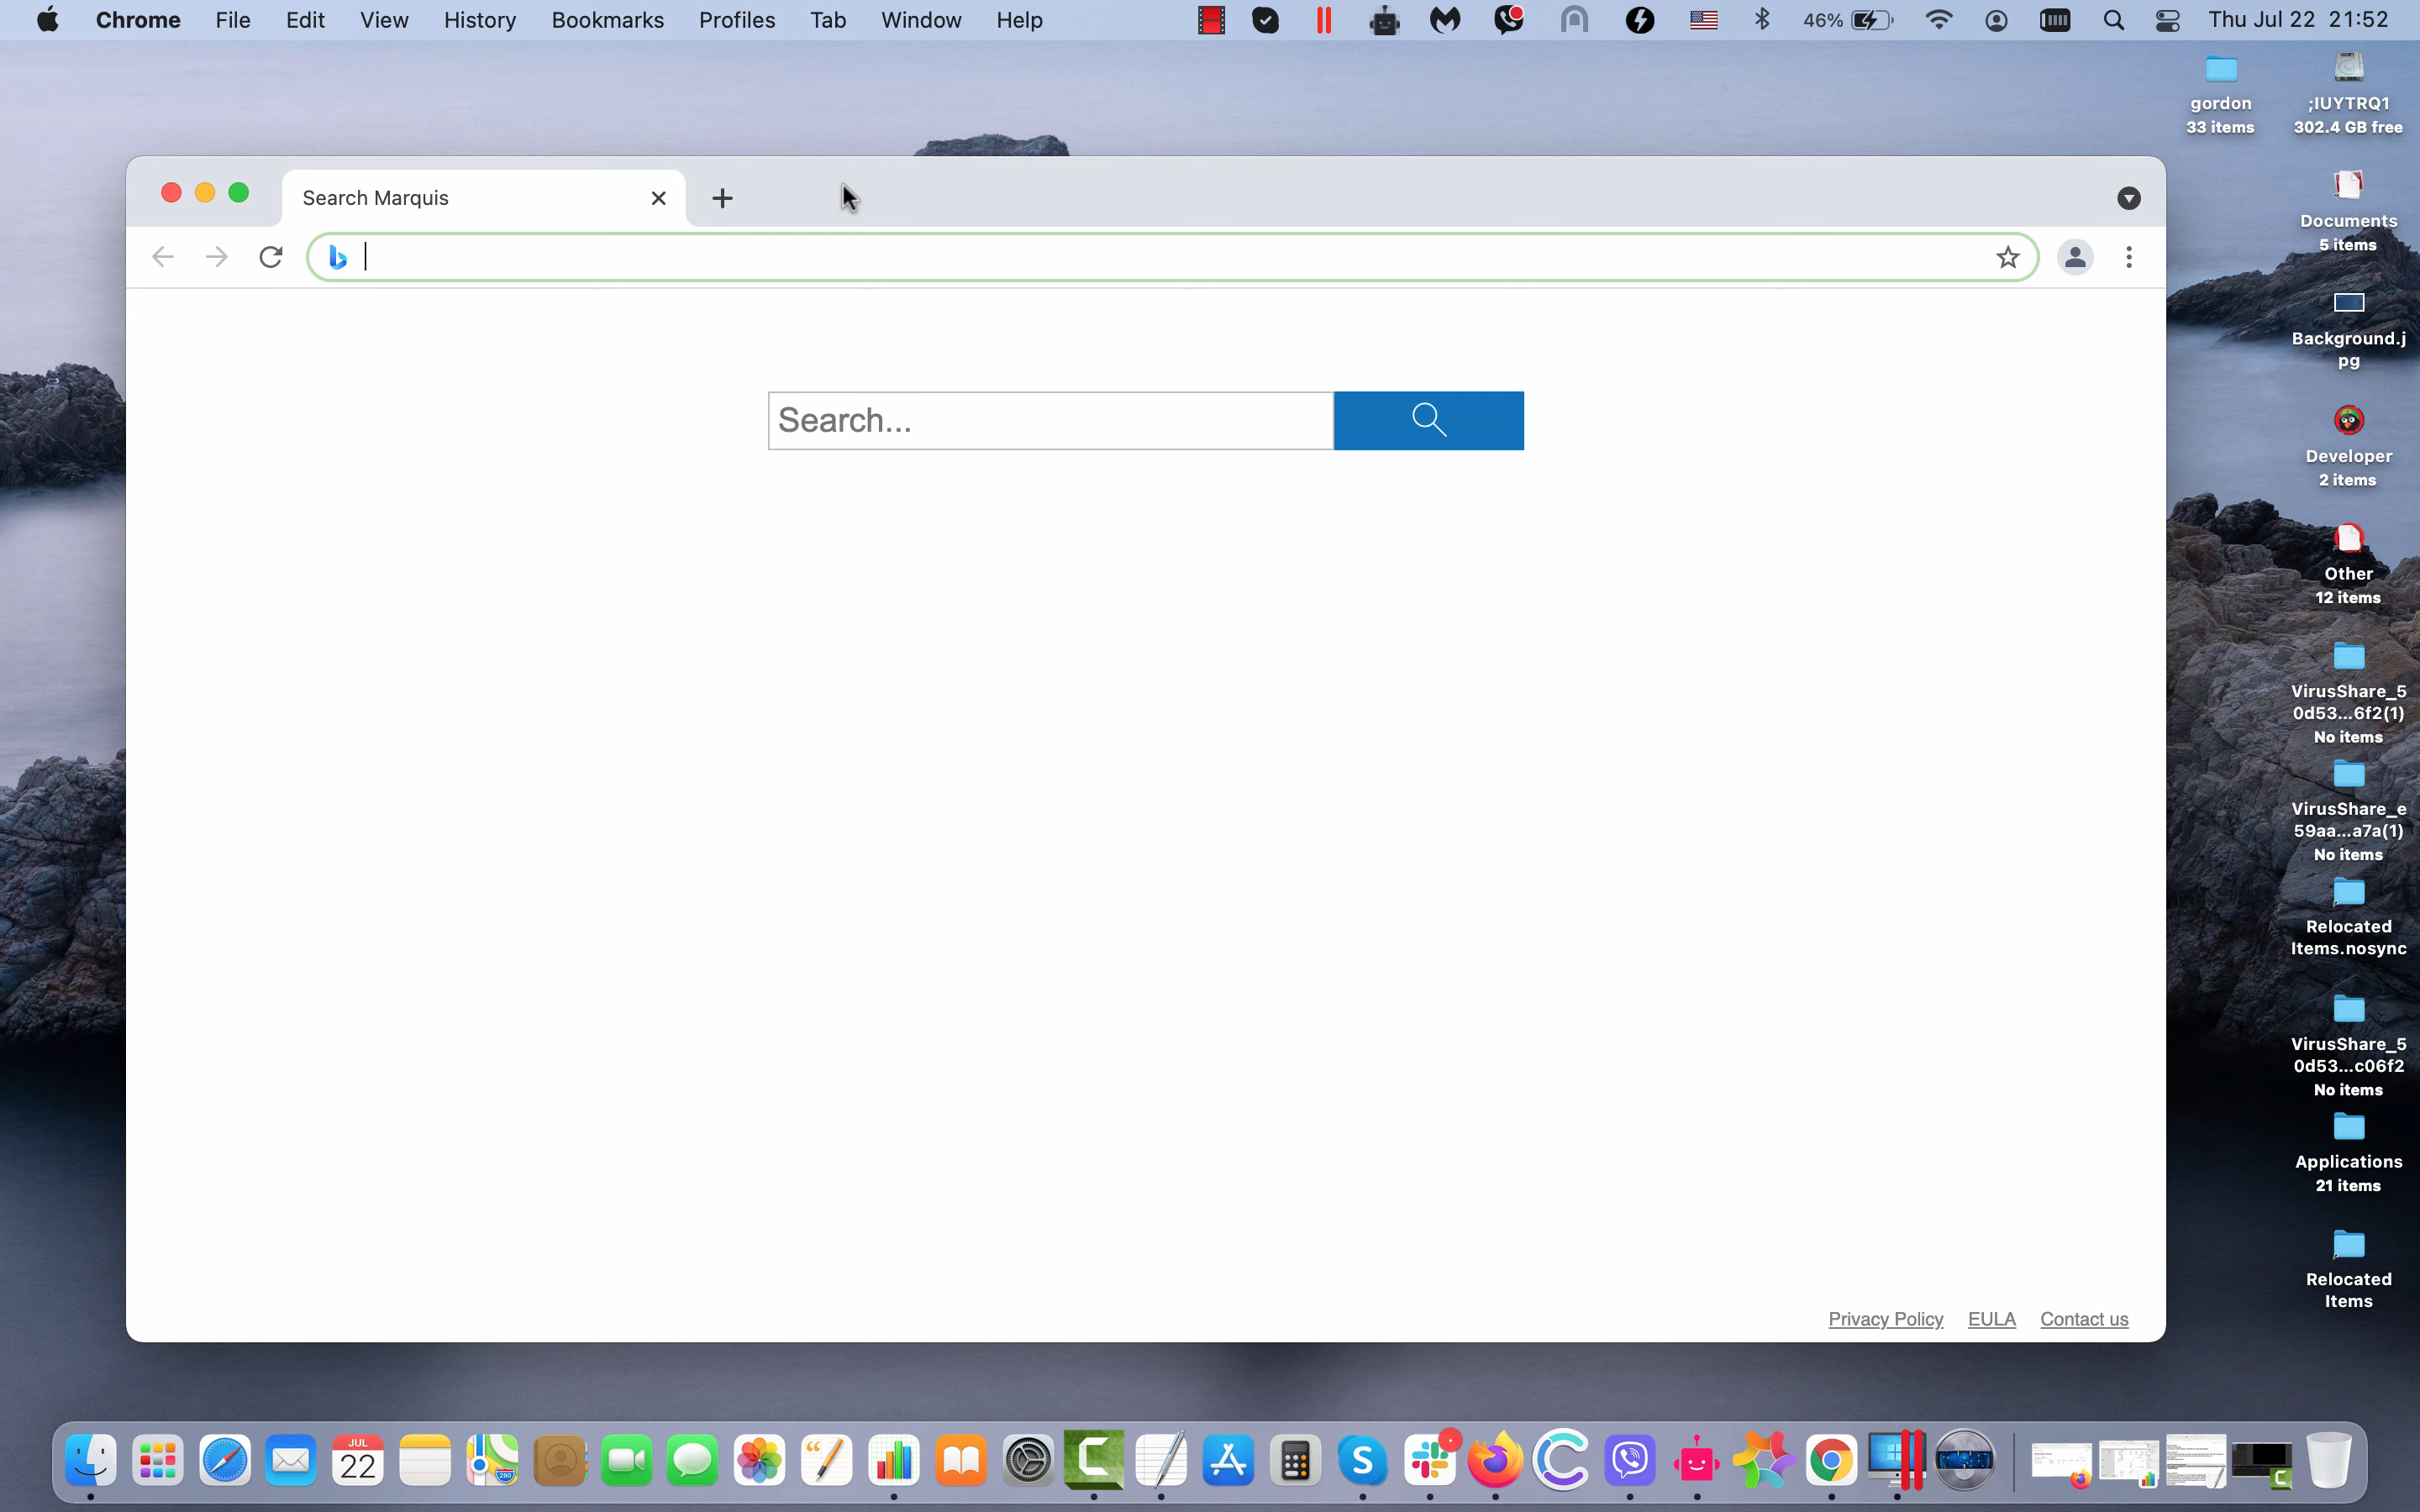 Chrome File Edit View History Bookmarks Profiles Tab Window Help 46% Thu Jul 22 21:52
gordon
33 items
;IUYTRQ1
302.4 GB free
Search Marquis
Documents
5 items
Background.j
pg
Search...
Developer
2 items
Other
12 items
VirusShare_5
0d53...6f2(1)
No items
VirusShare_e
59aa...a7a(1)
No items
Relocated
Items.nosync
VirusShare_5
0d53...c06f2
No items
Applications
21 items
Relocated
Items
Privacy Policy EULA Contact us
JUL
22
280